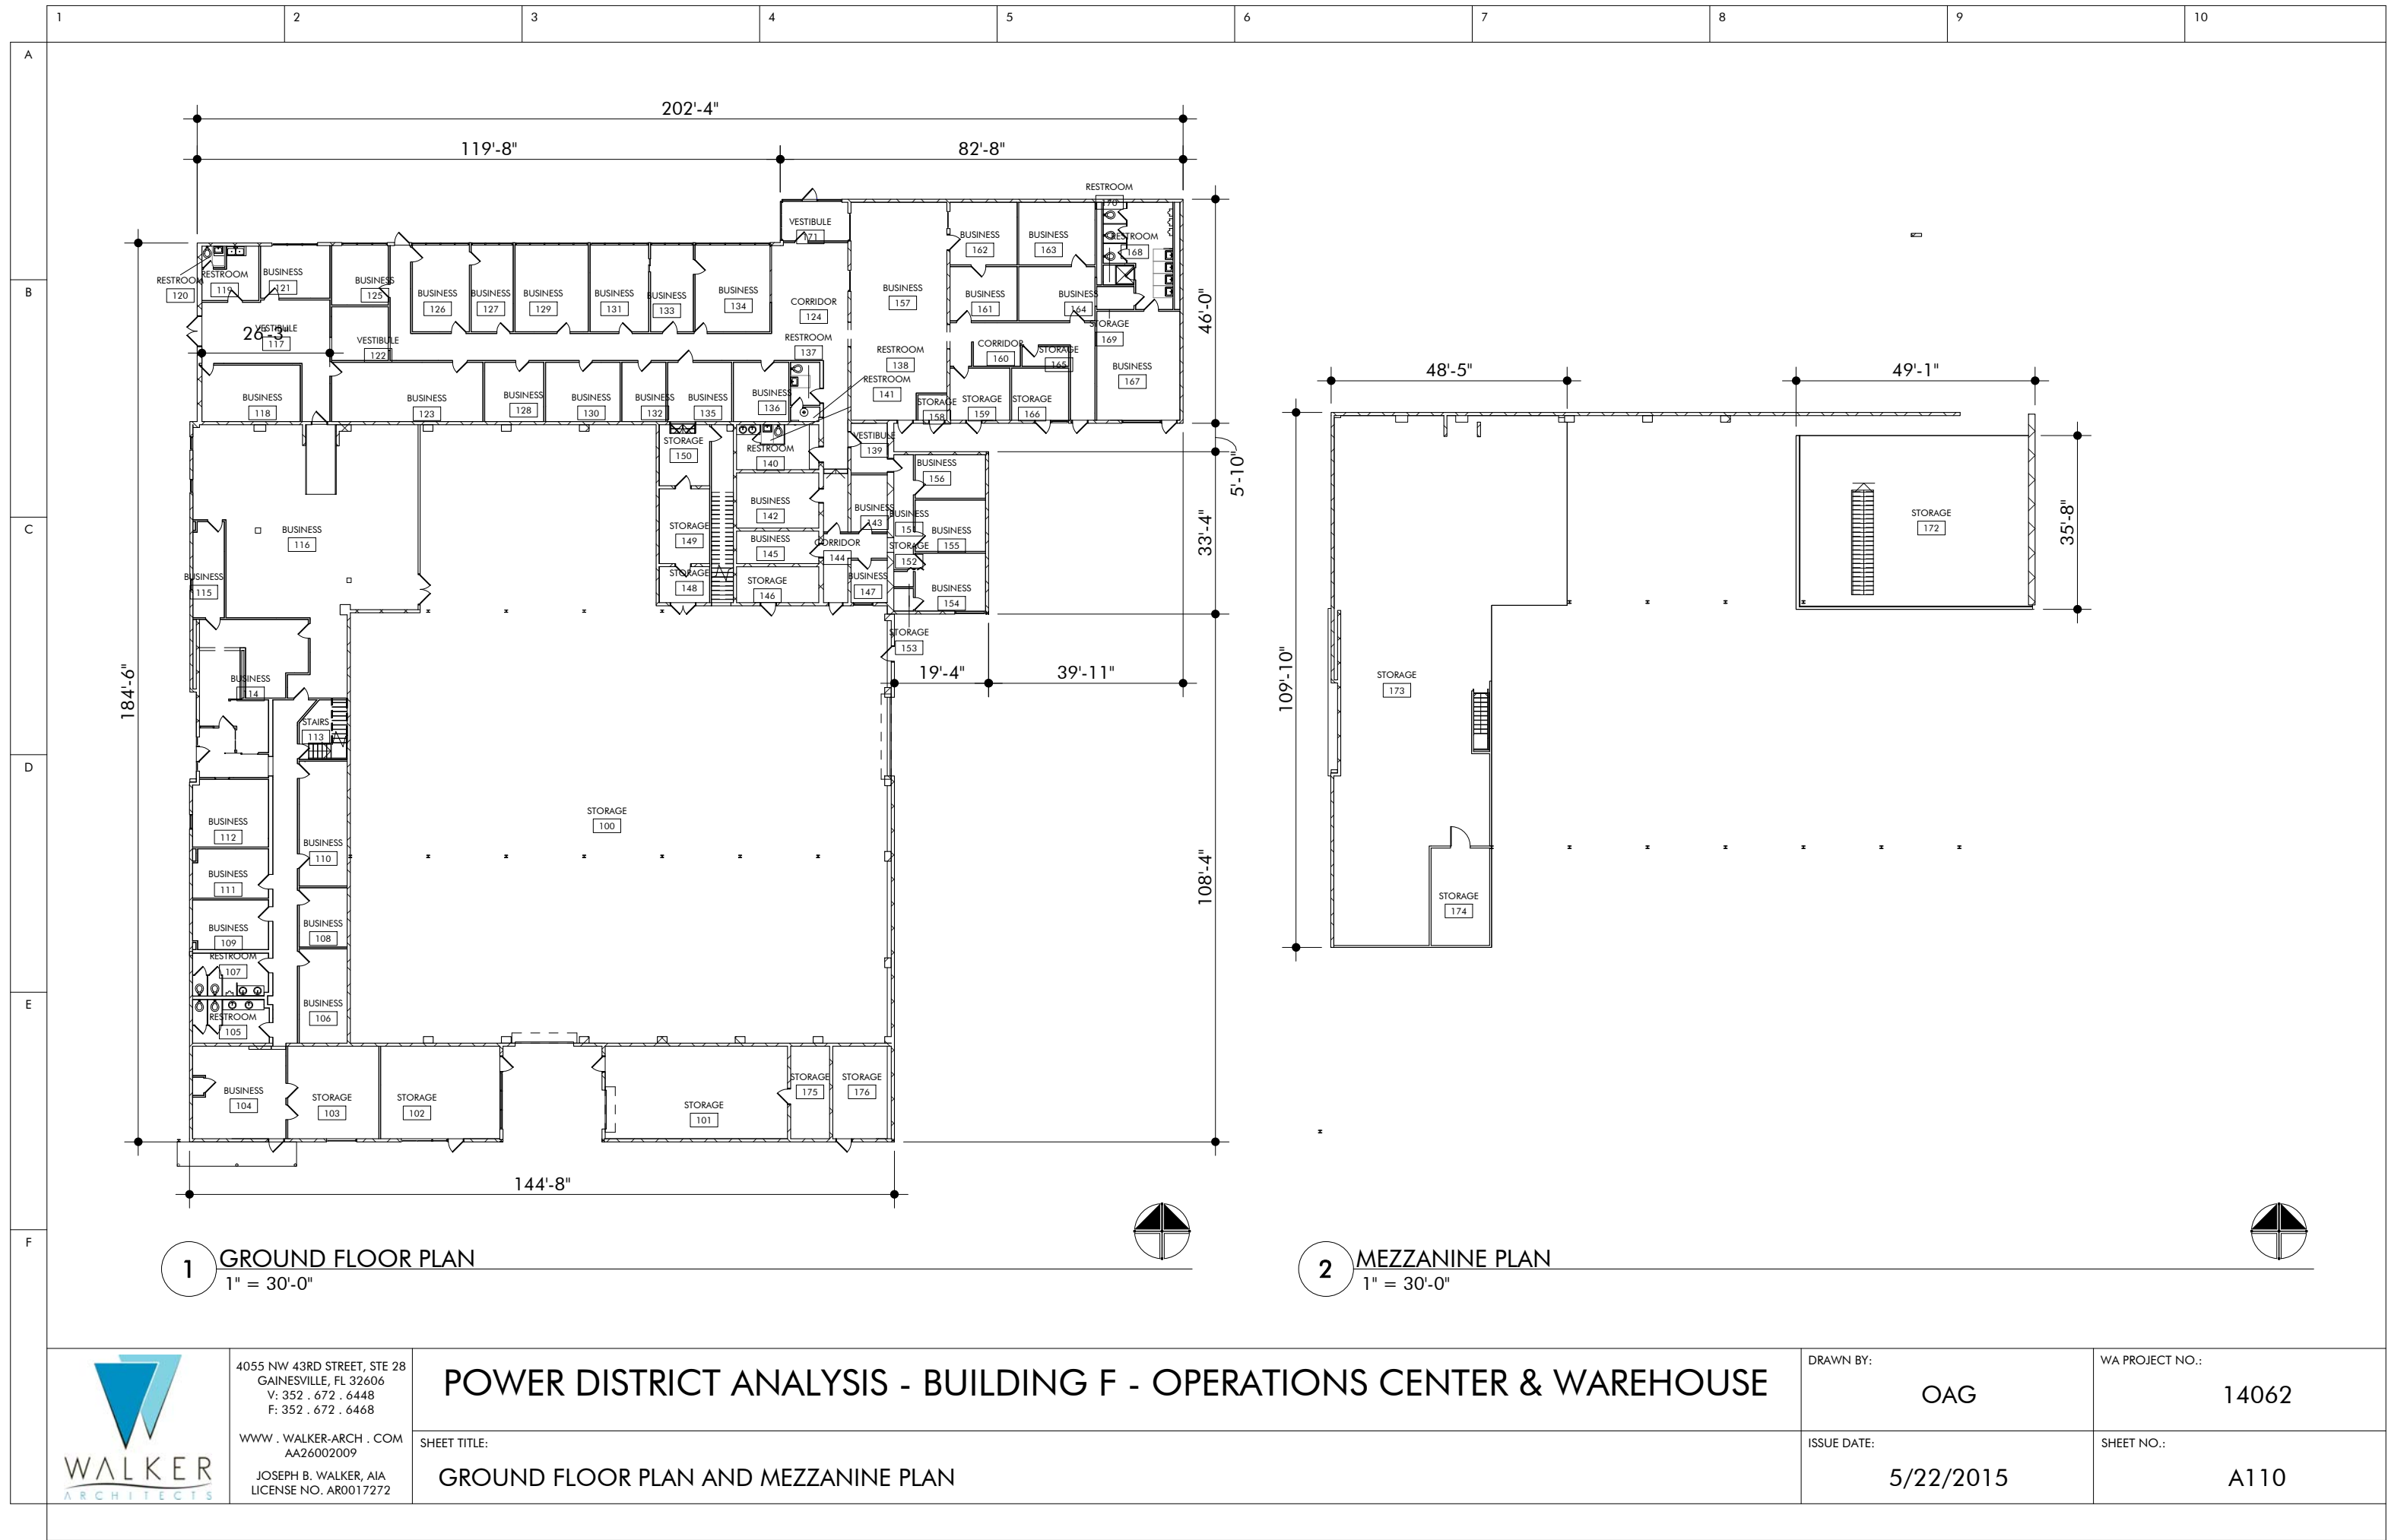 1 2 3 4 5 6 7 8 9 10
A
B
C
D
E
F
202'-4"
119'-8" 82'-8"
184'-6"
26'-3"
46'-0"
5'-10"
33'-4"
108'-4"
19'-4" 39'-11"
144'-8"
RESTROOM
170
VESTIBULE
171
BUSINESS
162
BUSINESS
163
RESTROOM
168
RESTROOM
120
RESTROOM
119
BUSINESS
121
BUSINESS
125
BUSINESS
126
BUSINESS
127
BUSINESS
129
BUSINESS
131
BUSINESS
133
BUSINESS
134
CORRIDOR
124
BUSINESS
157
BUSINESS
161
BUSINESS
164
STORAGE
169
VESTIBULE
117
VESTIBULE
122
RESTROOM
137
RESTROOM
138
CORRIDOR
160
STORAGE
165
BUSINESS
167
RESTROOM
141
BUSINESS
118
BUSINESS
123
BUSINESS
128
BUSINESS
130
BUSINESS
132
BUSINESS
135
BUSINESS
136
STORAGE
158
STORAGE
159
STORAGE
166
STORAGE
150
RESTROOM
140
VESTIBULE
139
BUSINESS
156
BUSINESS
142
BUSINESS
143
BUSINESS
151
BUSINESS
155
BUSINESS
116
STORAGE
149
BUSINESS
145
CORRIDOR
144
STORAGE
152
BUSINESS
115
STORAGE
148
STORAGE
146
BUSINESS
147
BUSINESS
154
STORAGE
153
BUSINESS
114
STAIRS
113
STORAGE
100
BUSINESS
112
BUSINESS
110
BUSINESS
111
BUSINESS
109
BUSINESS
108
RESTROOM
107
BUSINESS
106
RESTROOM
105
BUSINESS
104
STORAGE
103
STORAGE
102
STORAGE
101
STORAGE
175
STORAGE
176
1 GROUND FLOOR PLAN
1" = 30'-0"
48'-5" 49'-1"
109'-10"
35'-8"
STORAGE
172
STORAGE
173
STORAGE
174
2 MEZZANINE PLAN
1" = 30'-0"
WALKER
ARCHITECTS
4055 NW 43RD STREET, STE 28
GAINESVILLE, FL 32606
V: 352 . 672 . 6448
F: 352 . 672 . 6468
WWW . WALKER-ARCH . COM
AA26002009
JOSEPH B. WALKER, AIA
LICENSE NO. AR0017272
POWER DISTRICT ANALYSIS - BUILDING F - OPERATIONS CENTER & WAREHOUSE
SHEET TITLE:
GROUND FLOOR PLAN AND MEZZANINE PLAN
DRAWN BY:
OAG
WA PROJECT NO.:
14062
ISSUE DATE:
5/22/2015
SHEET NO.:
A110